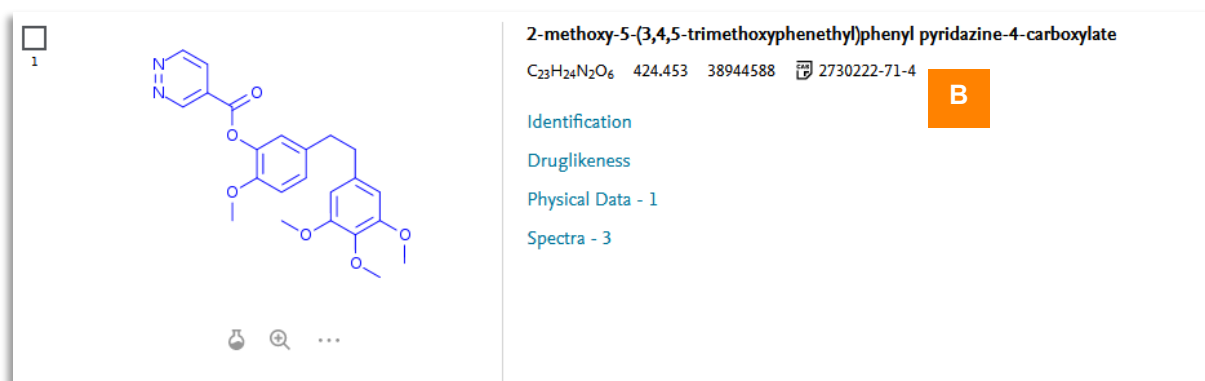 1
2-methoxy-5-(3,4,5-trimethoxyphenethyl)phenyl pyridazine-4-carboxylate
C₂₃H₂₄N₂O₆ 424.453 38944588 CAS 2730222-71-4
B
Identification
Druglikeness
Physical Data - 1
Spectra - 3
N
N
O
O
O
O
O
O
...